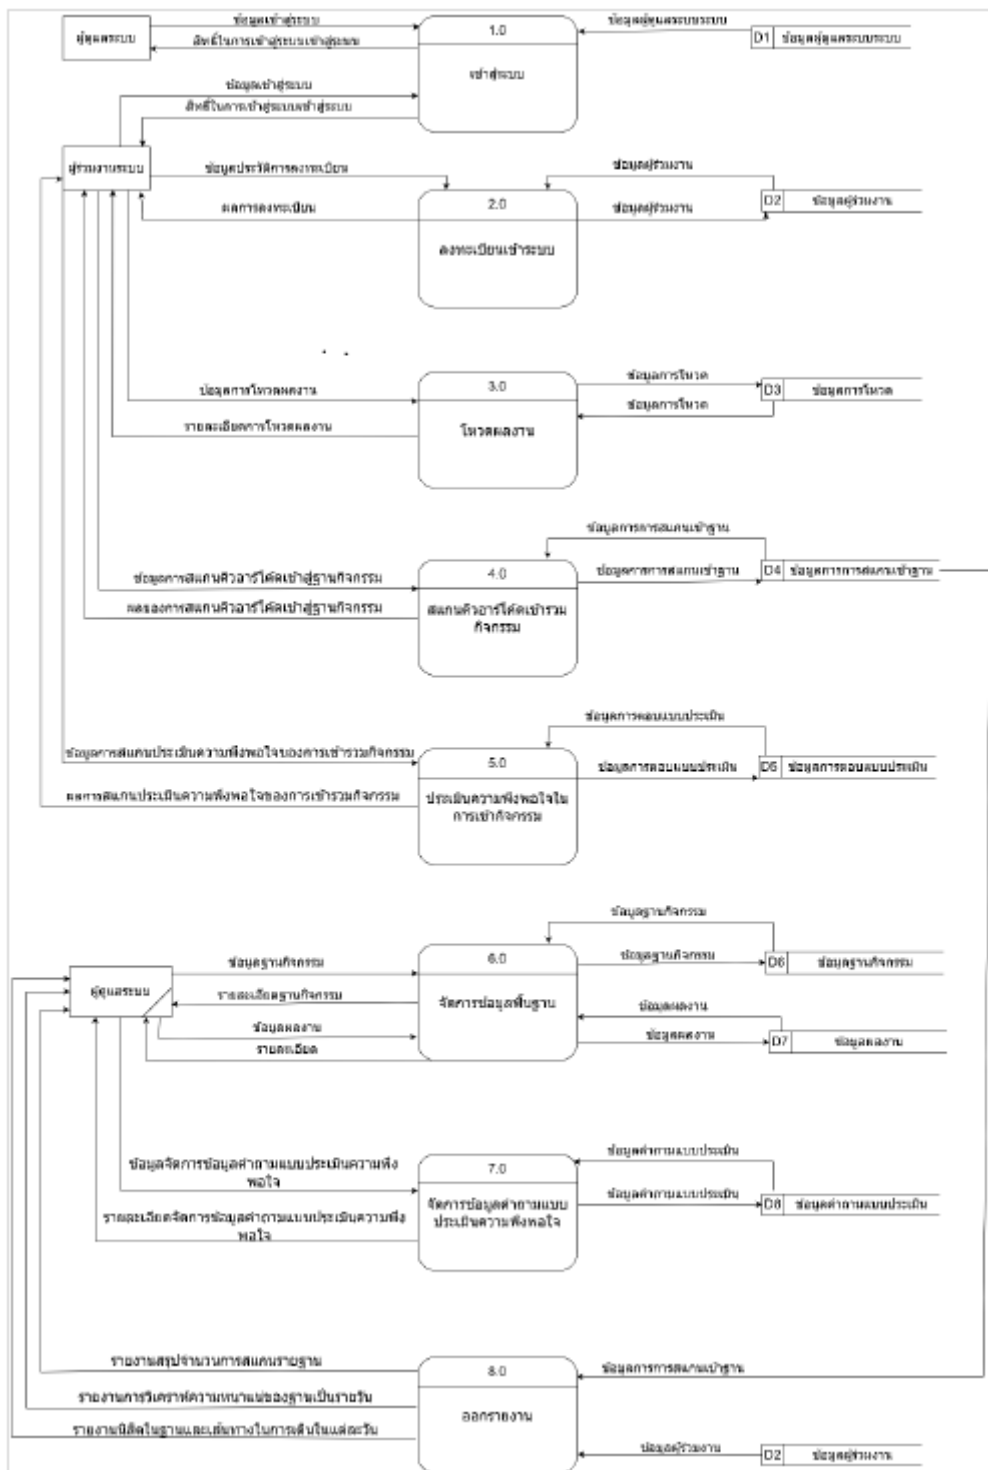 ข้อมูลเข้าสู่ระบบ
ผู้ดูแลระบบ
สิทธิ์ในการเข้าสู่ระบบเข้าสู่ระบบ
1.0
เข้าสู่ระบบ
ข้อมูลผู้ดูแลระบบระบบ
D1 ข้อมูลผู้ดูแลระบบระบบ
ข้อมูลเข้าสู่ระบบ
สิทธิ์ในการเข้าสู่ระบบเข้าสู่ระบบ
ผู้ร่วมงานระบบ
ข้อมูลประวัติการลงทะเบียน
ผลการลงทะเบียน
2.0
ลงทะเบียนเข้าระบบ
ข้อมูลผู้ร่วมงาน
ข้อมูลผู้ร่วมงาน
D2 ข้อมูลผู้ร่วมงาน
ข้อมูลการโหวตผลงาน
รายละเอียดการโหวตผลงาน
3.0
โหวตผลงาน
ข้อมูลการโหวต
ข้อมูลการโหวต
D3 ข้อมูลการโหวต
ข้อมูลการสแกนคิวอาร์โค้ดเข้าสู่ฐานกิจกรรม
ผลของการสแกนคิวอาร์โค้ดเข้าสู่ฐานกิจกรรม
4.0
สแกนคิวอาร์โค้ดเข้าร่วม
กิจกรรม
ข้อมูลการการสแกนเข้าฐาน
ข้อมูลการการสแกนเข้าฐาน
D4 ข้อมูลการการสแกนเข้าฐาน
ข้อมูลการสแกนประเมินความพึงพอใจของการเข้าร่วมกิจกรรม
ผลการสแกนประเมินความพึงพอใจของการเข้าร่วมกิจกรรม
5.0
ประเมินความพึงพอใจใน
การเข้ากิจกรรม
ข้อมูลการตอบแบบประเมิน
ข้อมูลการตอบแบบประเมิน
D5 ข้อมูลการตอบแบบประเมิน
ผู้ดูแลระบบ
ข้อมูลฐานกิจกรรม
รายละเอียดฐานกิจกรรม
ข้อมูลผลงาน
รายละเอียด
6.0
จัดการข้อมูลพื้นฐาน
ข้อมูลฐานกิจกรรม
ข้อมูลฐานกิจกรรม
D6 ข้อมูลฐานกิจกรรม
ข้อมูลผลงาน
ข้อมูลผลงาน
D7 ข้อมูลผลงาน
ข้อมูลจัดการข้อมูลคำถามแบบประเมินความพึง
พอใจ
รายละเอียดจัดการข้อมูลคำถามแบบประเมินความพึง
พอใจ
7.0
จัดการข้อมูลคำถามแบบ
ประเมินความพึงพอใจ
ข้อมูลคำถามแบบประเมิน
ข้อมูลคำถามแบบประเมิน
D8 ข้อมูลคำถามแบบประเมิน
รายงานสรุปจำนวนการสแกนรายฐาน
รายงานการวิเคราะห์ความหนาแน่นของฐานเป็นรายวัน
รายงานนิสิตในฐานและเส้นทางในการเดินในแต่ละวัน
8.0
ออกรายงาน
ข้อมูลการการสแกนเข้าฐาน
ข้อมูลผู้ร่วมงาน
D2 ข้อมูลผู้ร่วมงาน